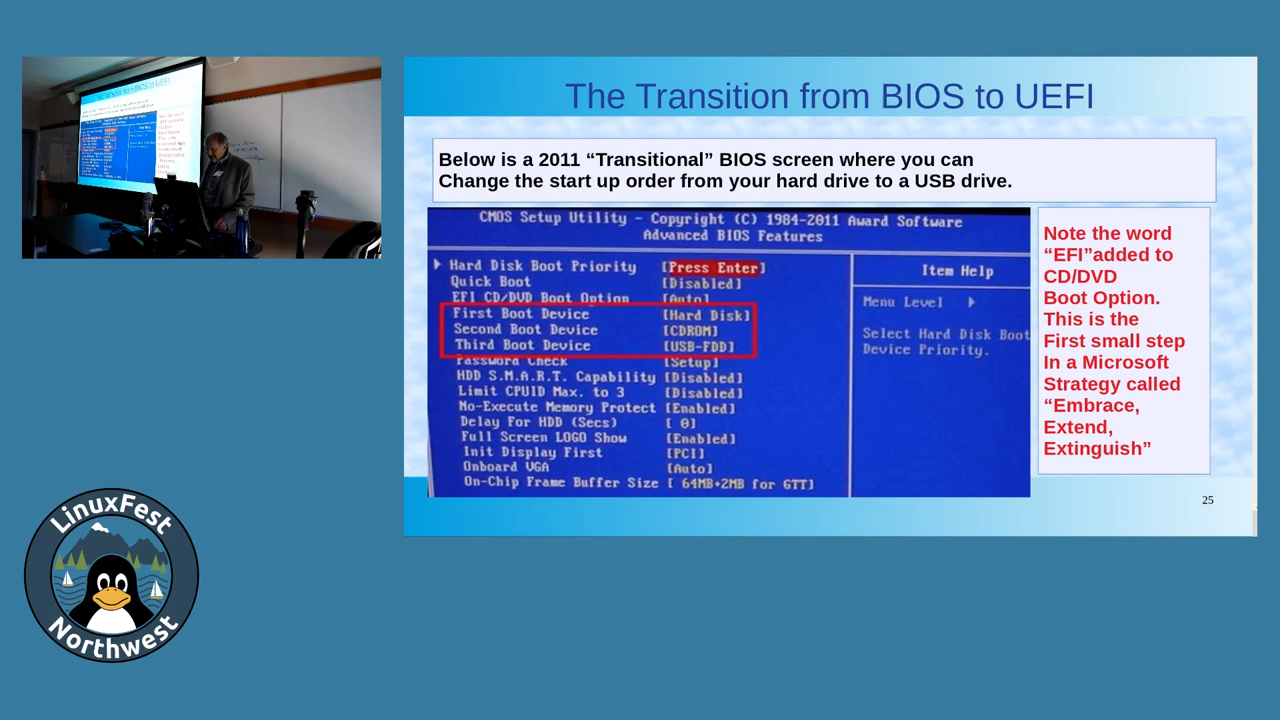 The Transition from BIOS to UEFI
Below is a 2011 “Transitional” BIOS screen where you can
Change the start up order from your hard drive to a USB drive.
CMOS Setup Utility - Copyright (C) 1984-2011 Award Software
Advanced BIOS Features
Hard Disk Boot Priority [Press Enter]
Quick Boot [Disabled]
EFI CD/DVD Boot Option [Auto]
First Boot Device [Hard Disk]
Second Boot Device [CDROM]
Third Boot Device [USB-FDD]
Password Check [Setup]
HDD S.M.A.R.T. Capability [Disabled]
Limit CPUID Max. to 3 [Disabled]
No-Execute Memory Protect [Enabled]
Delay For HDD (Secs) [ 0]
Full Screen LOGO Show [Enabled]
Init Display First [PCI]
Onboard VGA [Auto]
On-Chip Frame Buffer Size [ 64MB+2MB for GTT]
Item Help
Menu Level
Select Hard Disk Boot
Device Priority.
Note the word
“EFI”added to
CD/DVD
Boot Option.
This is the
First small step
In a Microsoft
Strategy called
“Embrace,
Extend,
Extinguish”
25
LinuxFest
Northwest